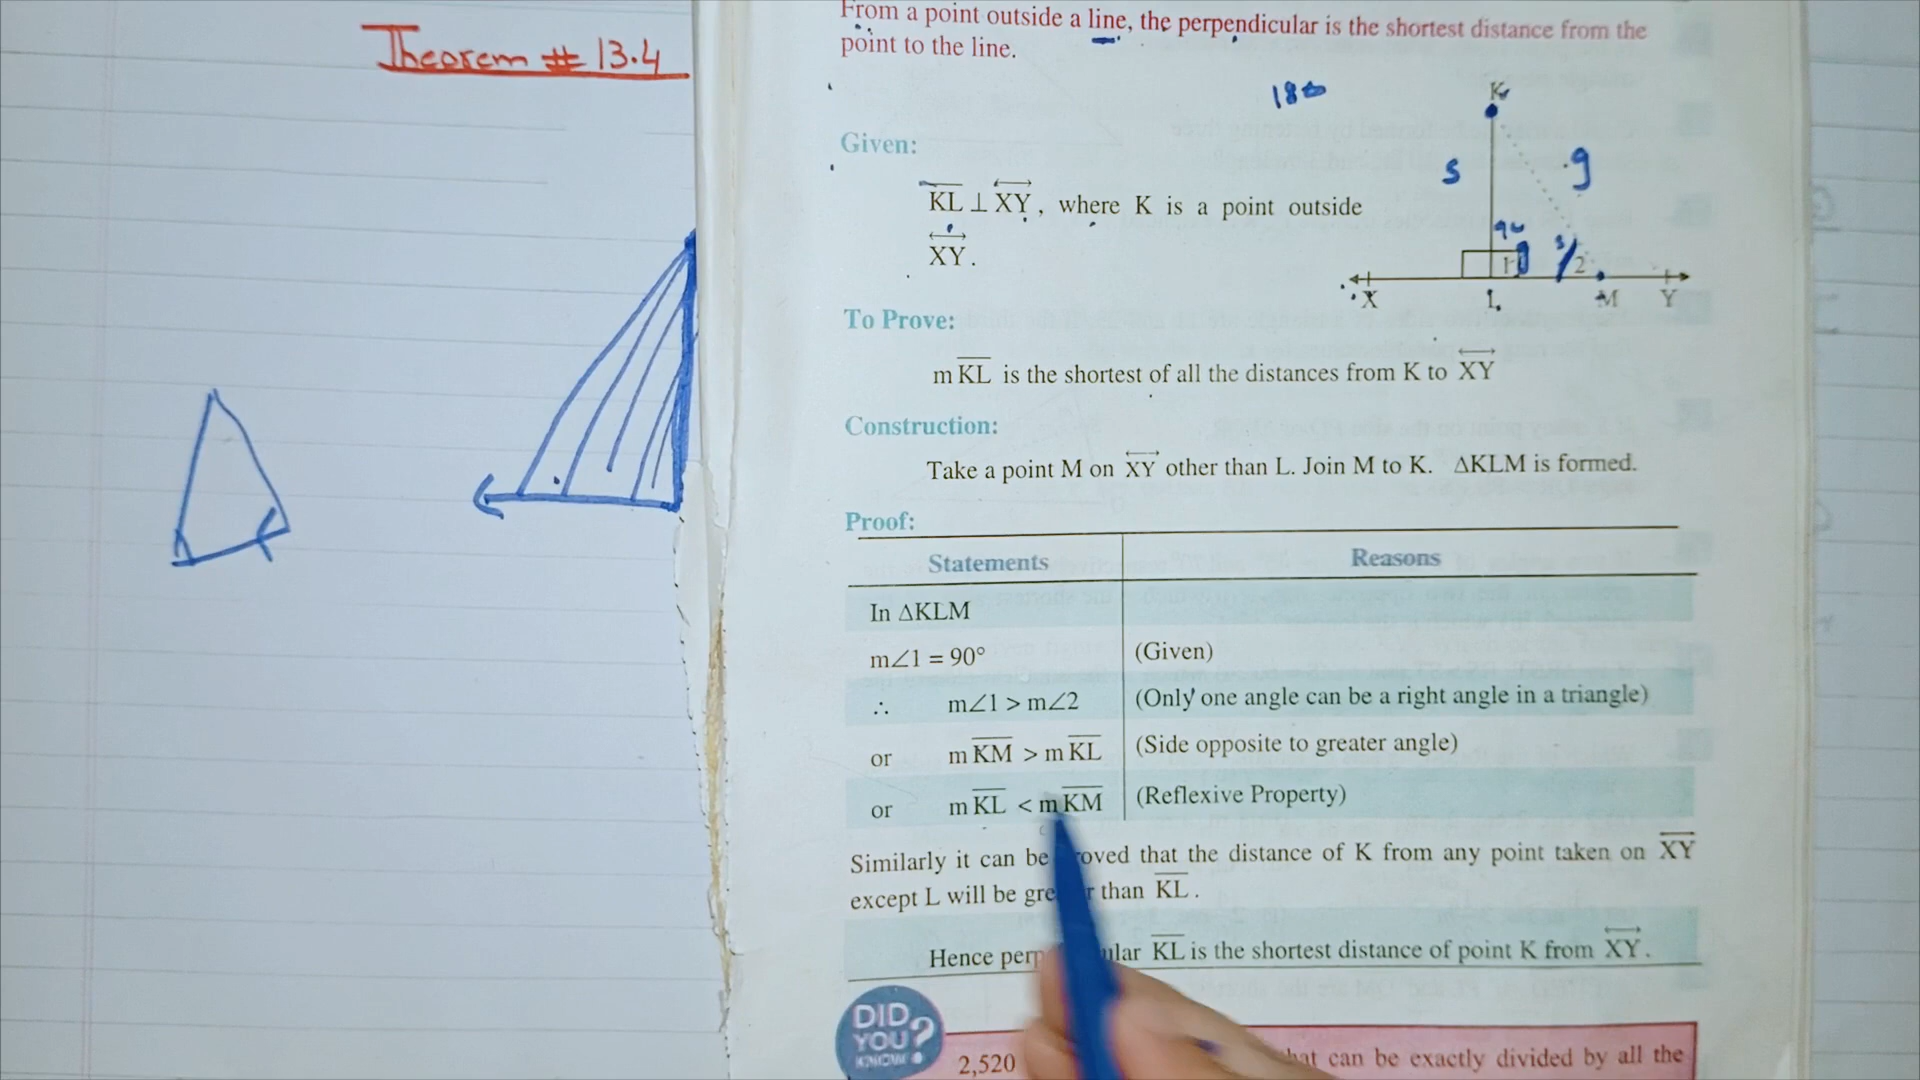 Theorem # 13.4
From a point outside a line, the perpendicular is the shortest distance from the
point to the line.
180
K
Given:
s
g
KL ⊥ XY, where K is a point outside
XY.
90
1
2
X L M Y
To Prove:
m KL is the shortest of all the distances from K to XY
Construction:
Take a point M on XY other than L. Join M to K. ΔKLM is formed.
Proof:
Statements Reasons
In ΔKLM
m∠1 = 90° (Given)
∴ m∠1 > m∠2 (Only one angle can be a right angle in a triangle)
or m KM > m KL (Side opposite to greater angle)
or m KL < m KM (Reflexive Property)
Similarly it can be that the distance of K from any point taken on XY
except L will be than KL.
Hence KL is the shortest distance of point K from XY.
DID
YOU ?
KNOW
2,520 can be exactly divided by all the